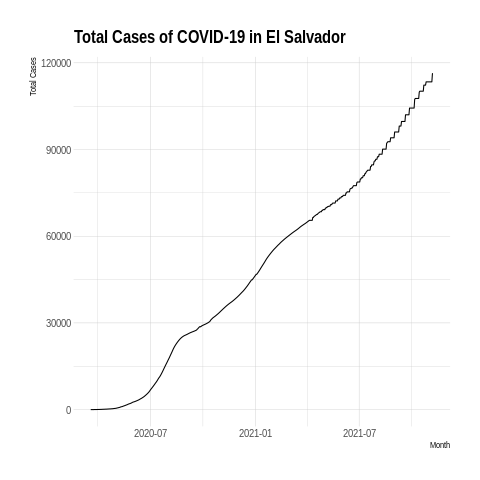 Total Cases of COVID-19 in El Salvador
Total Cases
120000
90000
60000
30000
0
2020-07 2021-01 2021-07
Month